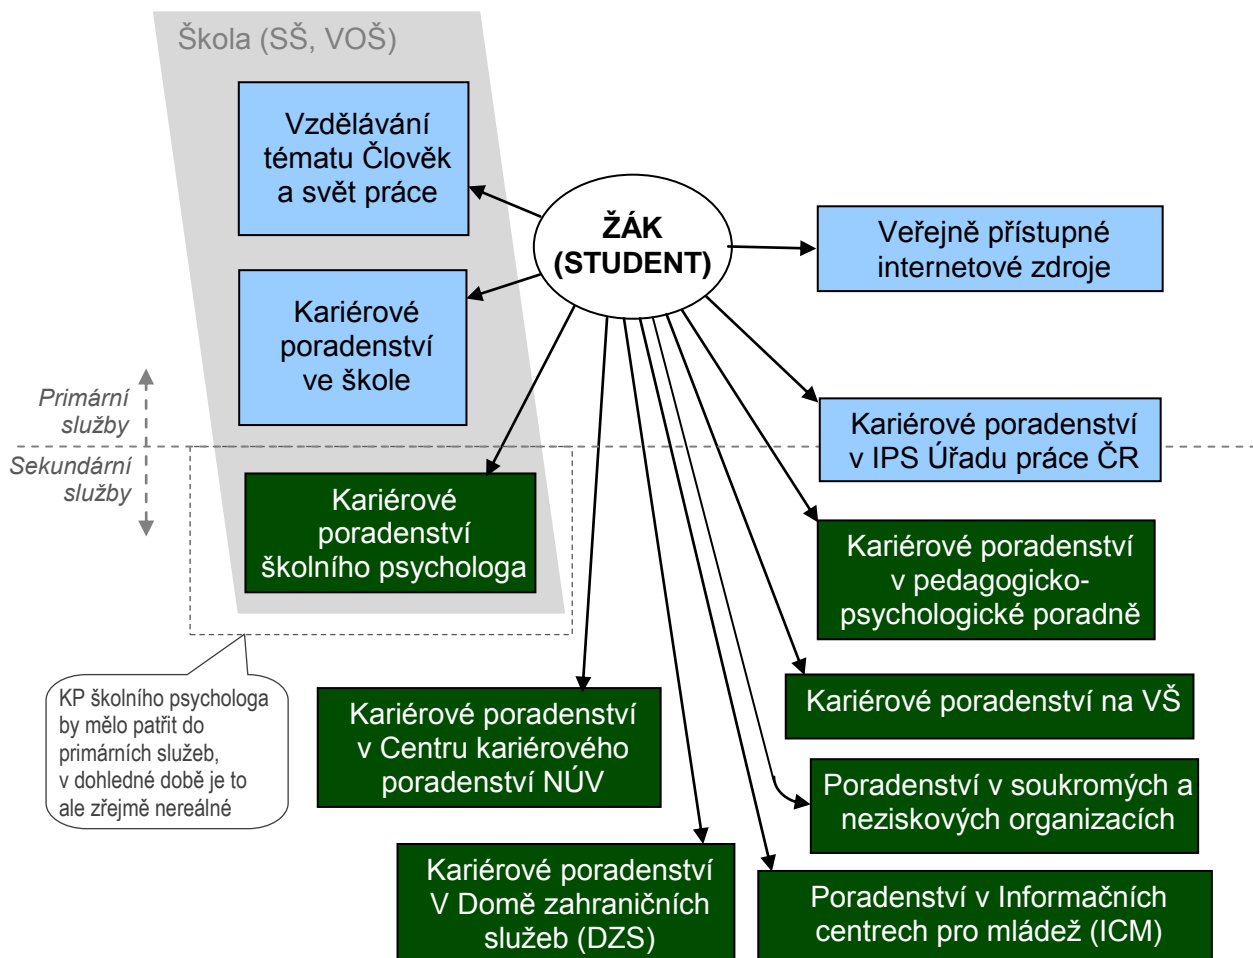 Škola (SŠ, VOŠ)
Vzdělávání
tématu Člověk
a svět práce
ŽÁK
(STUDENT)
Veřejně přístupné
internetové zdroje
Kariérové
poradenství
ve škole
Primární
služby
Sekundární
služby
Kariérové poradenství
v IPS Úřadu práce ČR
Kariérové
poradenství
školního psychologa
Kariérové poradenství
v pedagogicko-
psychologické poradně
KP školního psychologa
by mělo patřit do
primárních služeb,
v dohledné době je to
ale zřejmě nereálné
Kariérové poradenství
v Centru kariérového
poradenství NÚV
Kariérové poradenství na VŠ
Poradenství v soukromých a
neziskových organizacích
Kariérové poradenství
V Domě zahraničních
služeb (DZS)
Poradenství v Informačních
centrech pro mládež (ICM)